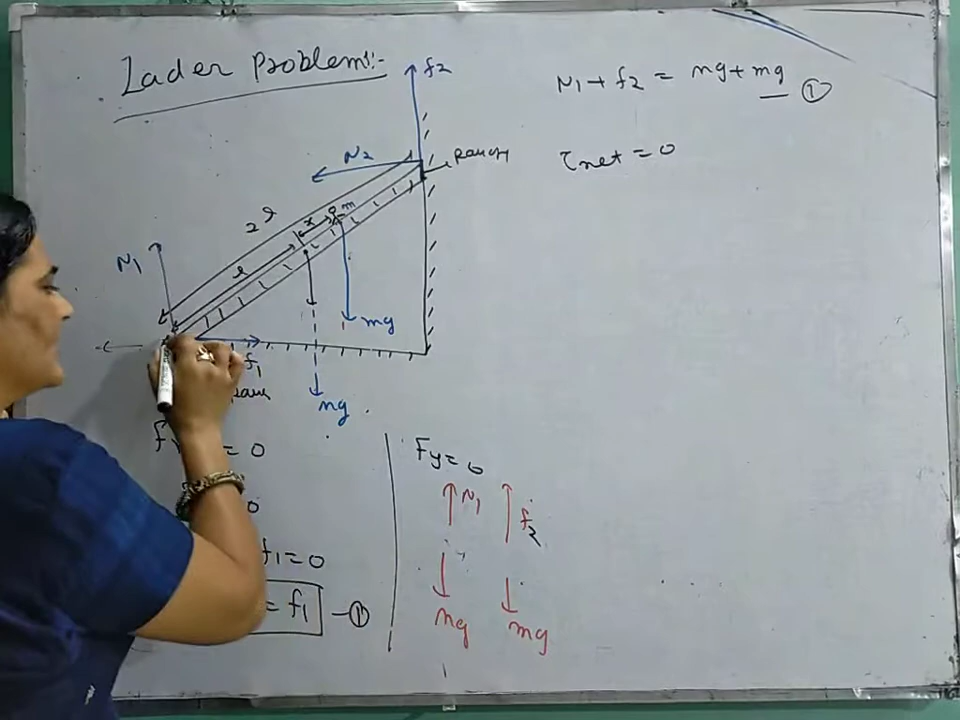 Lader Problem:-
f2
N1 + f2 = mg + mg ①
N2
Rough
τnet = 0
2l
x
m
l
N1
mg
f1
mg
= 0
Fy = 0
N1
f2
f1 = 0
= f1 -①
mg
mg